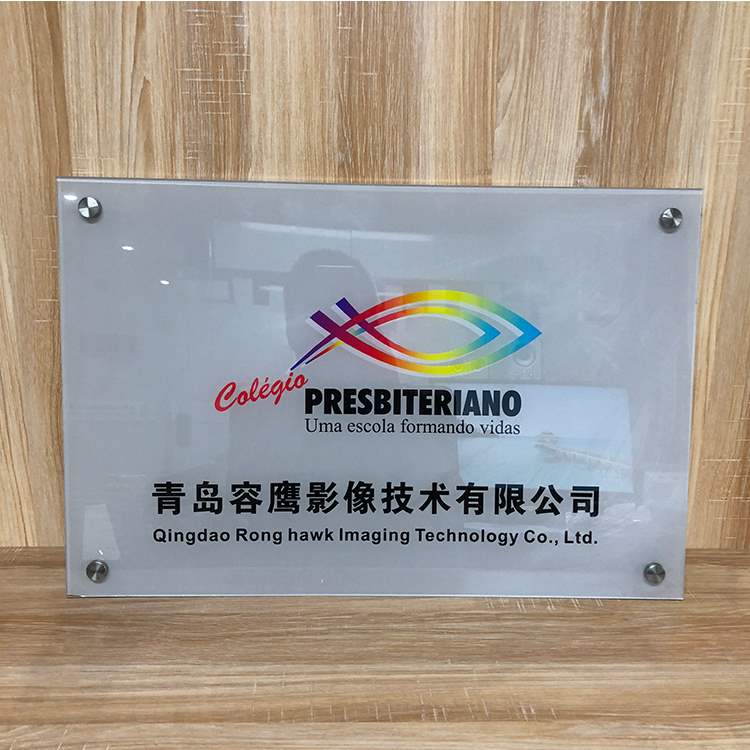 Colégio
PRESBITERIANO
Uma escola formando vidas
青岛容鹰影像技术有限公司
Qingdao Rong hawk Imaging Technology Co., Ltd.